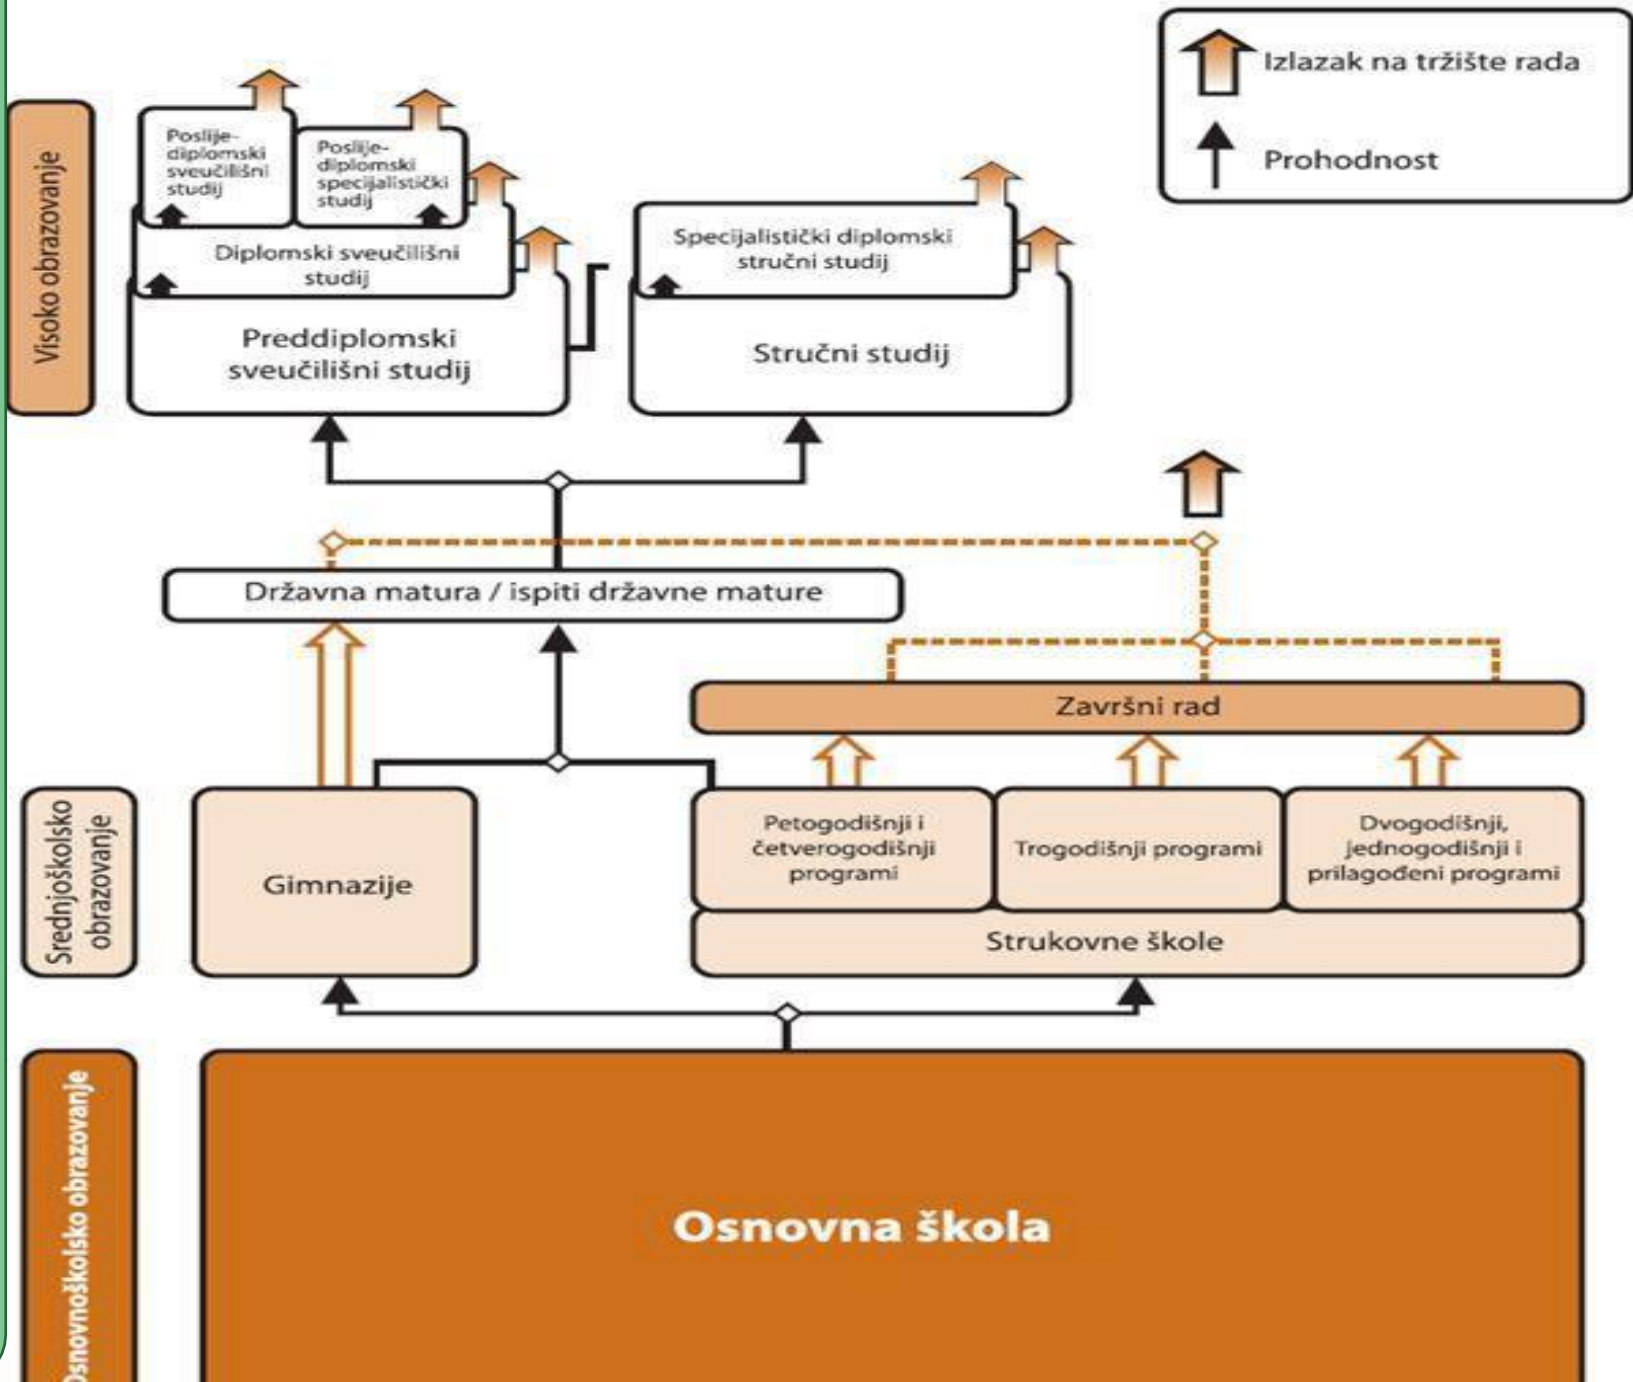 Izlazak na tržište rada
Prohodnost
Visoko obrazovanje
Poslije-
diplomski
sveučilišni
studij
Poslije-
diplomski
specijalistički
studij
Diplomski sveučilišni
studij
Preddiplomski
sveučilišni studij
Specijalistički diplomski
stručni studij
Stručni studij
Državna matura / ispiti državne mature
Završni rad
Srednjoškolsko
obrazovanje
Gimnazije
Petogodišnji i
četverogodišnji
programi
Trogodišnji programi
Dvogodišnji,
jednogodišnji i
prilagođeni programi
Strukovne škole
Osnovnoškolsko obrazovanje
Osnovna škola